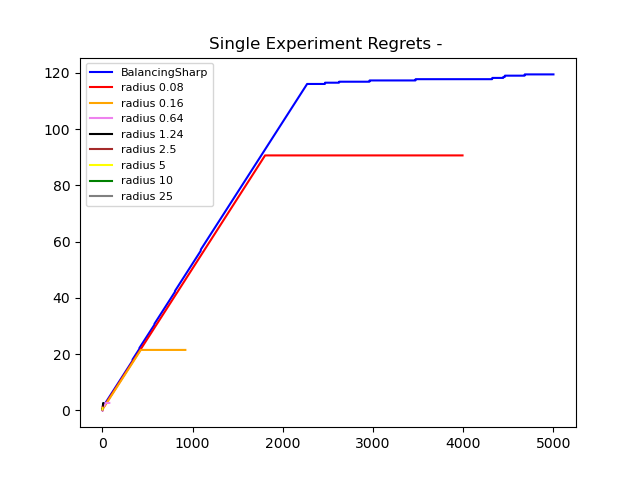 Single Experiment Regrets -
BalancingSharp
radius 0.08
radius 0.16
radius 0.64
radius 1.24
radius 2.5
radius 5
radius 10
radius 25
120
100
80
60
40
20
0
0 1000 2000 3000 4000 5000